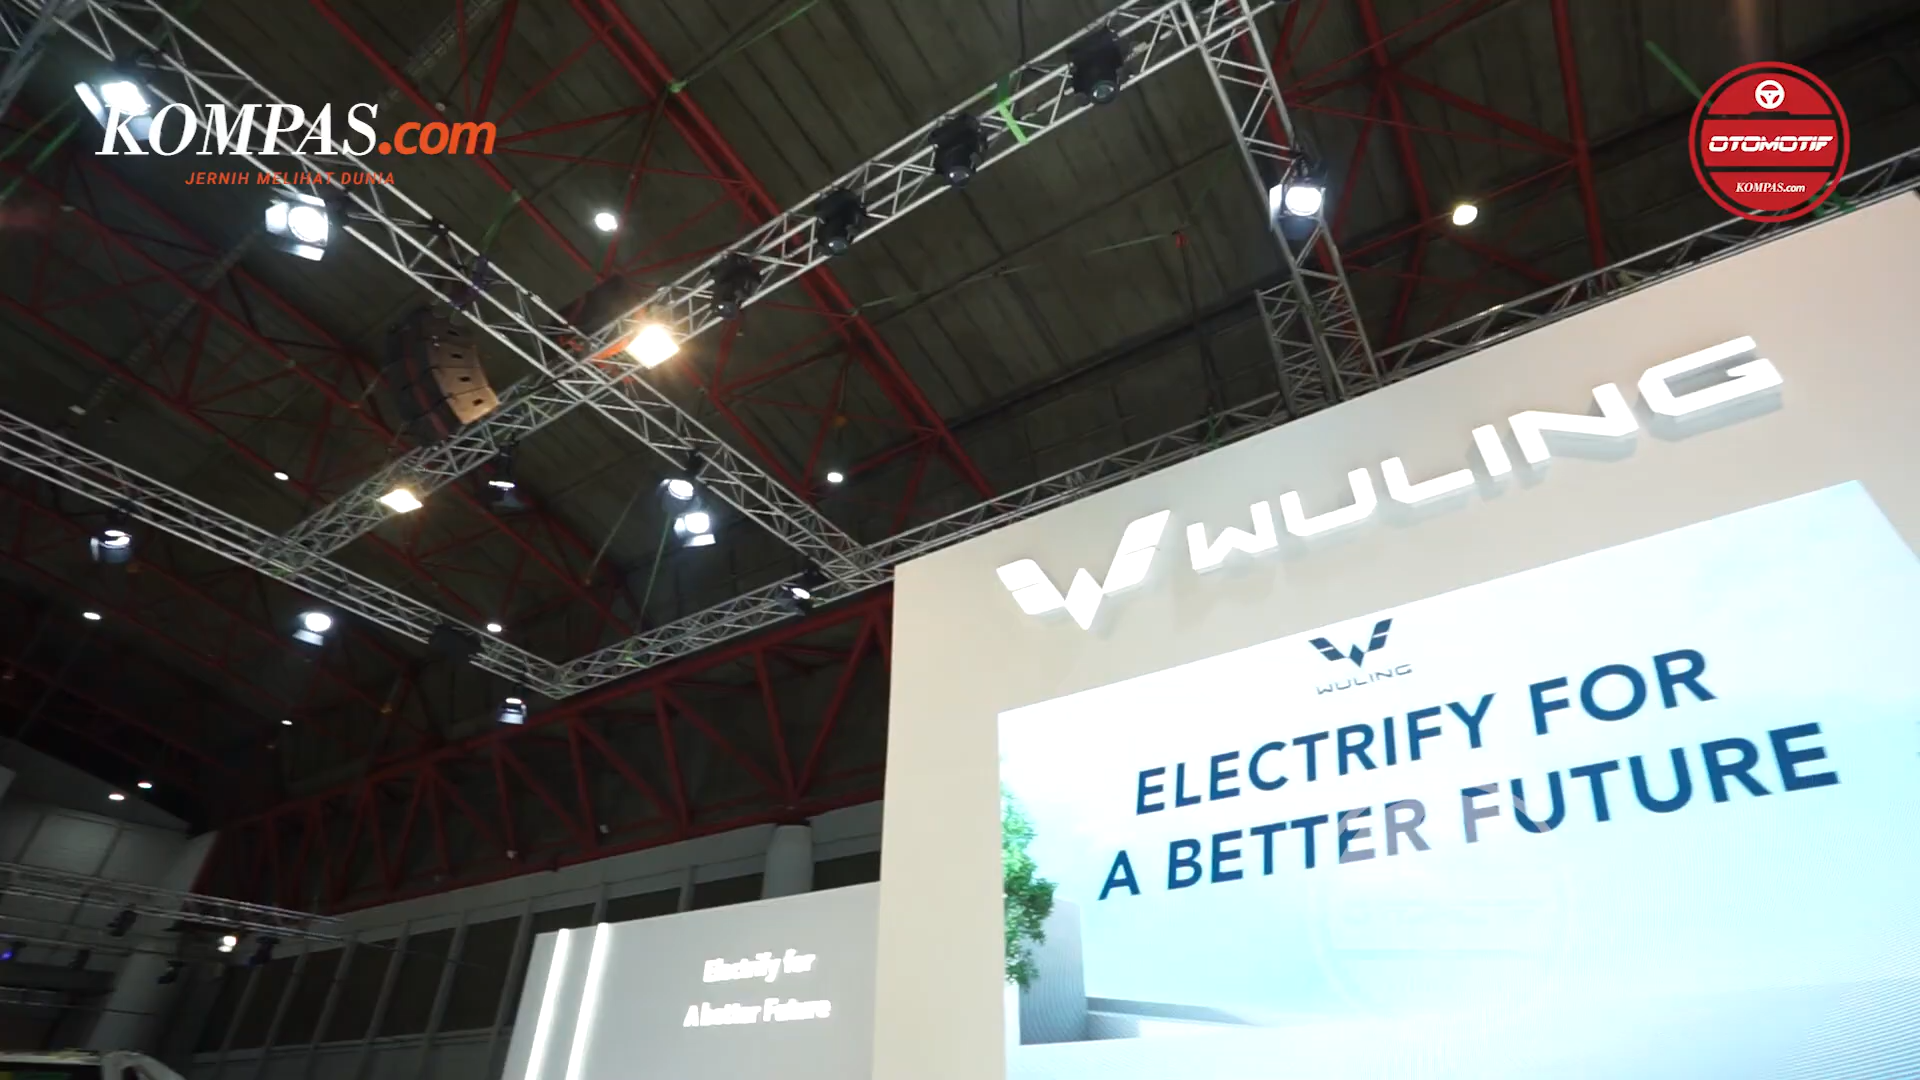 KOMPAS.com
JERNIH MELIHAT DUNIA
OTOMOTIF
KOMPAS.com
WULING
WULING
ELECTRIFY FOR
A BETTER FUTURE
Electrify for
A better Future